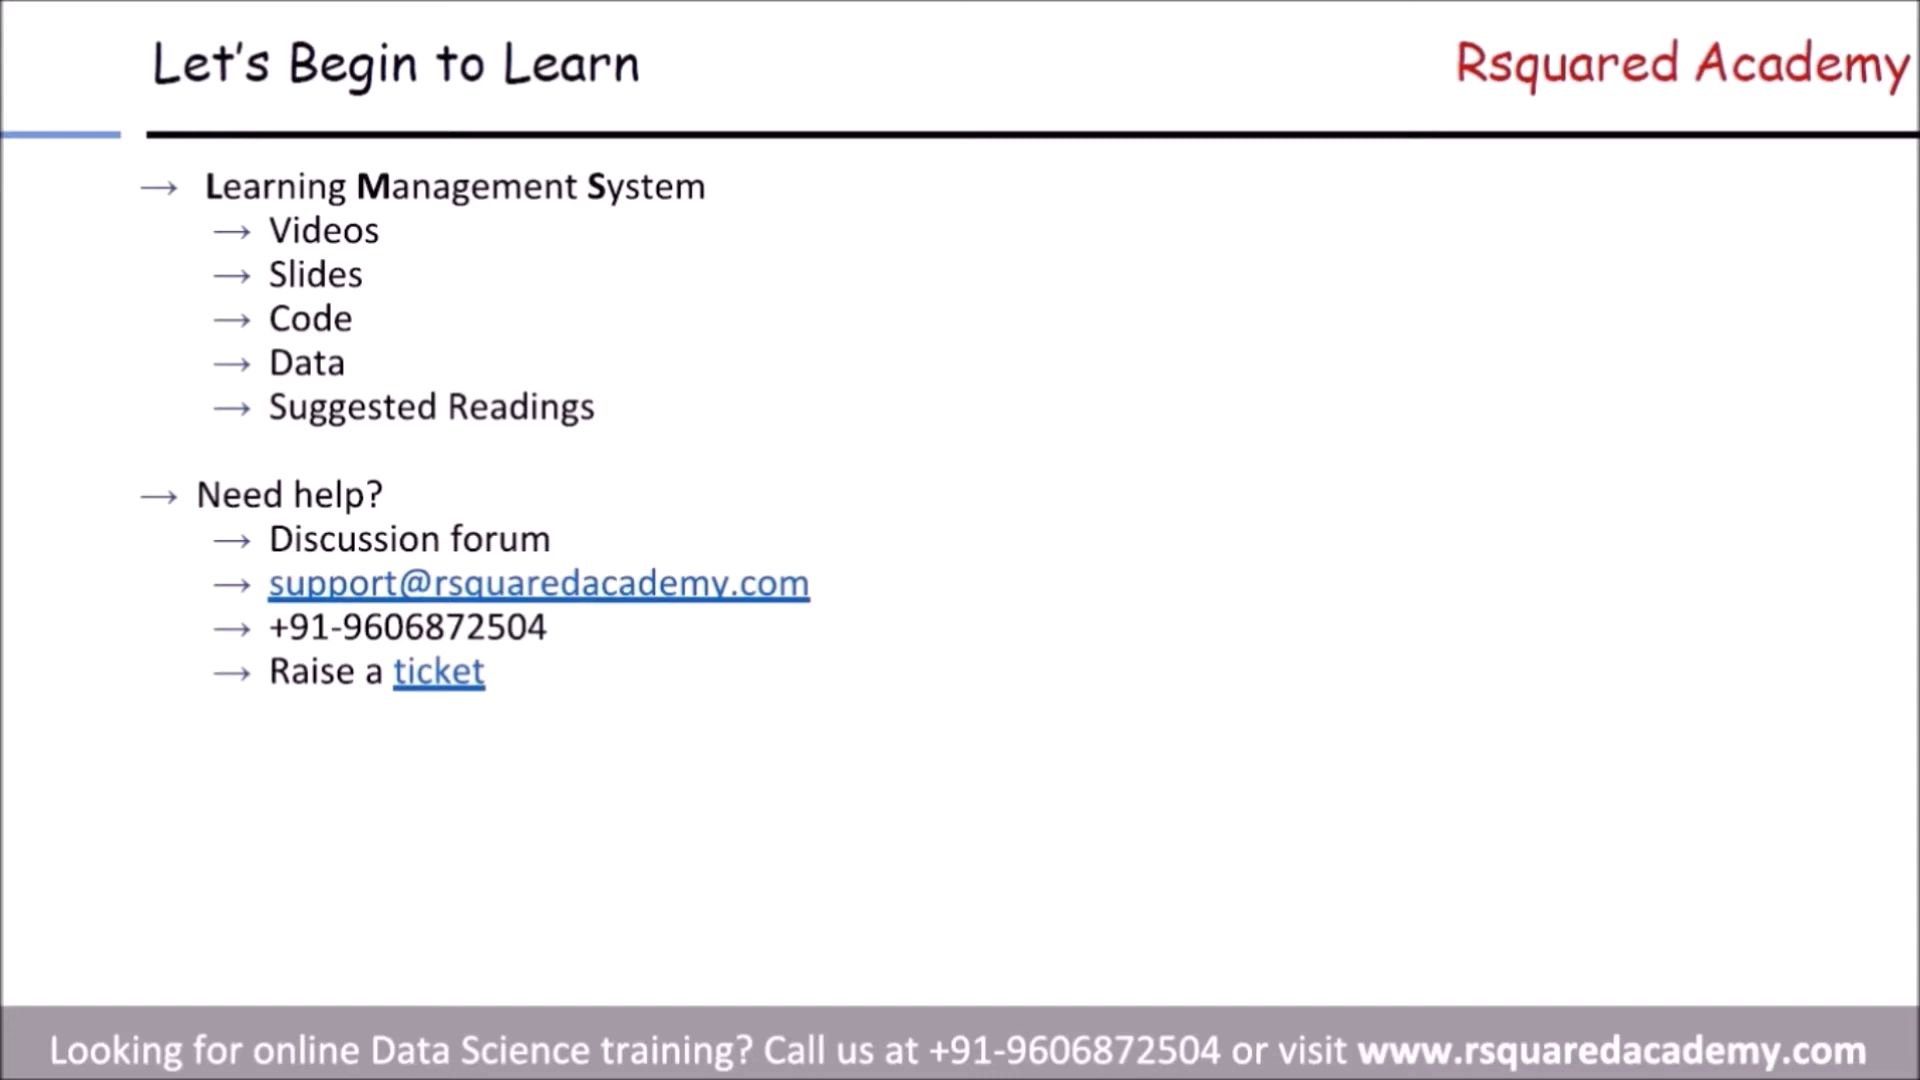 Let's Begin to Learn
Rsquared Academy
→ Learning Management System
→ Videos
→ Slides
→ Code
→ Data
→ Suggested Readings
→ Need help?
→ Discussion forum
→ support@rsquaredacademy.com
→ +91-9606872504
→ Raise a ticket
Looking for online Data Science training? Call us at +91-9606872504 or visit www.rsquaredacademy.com